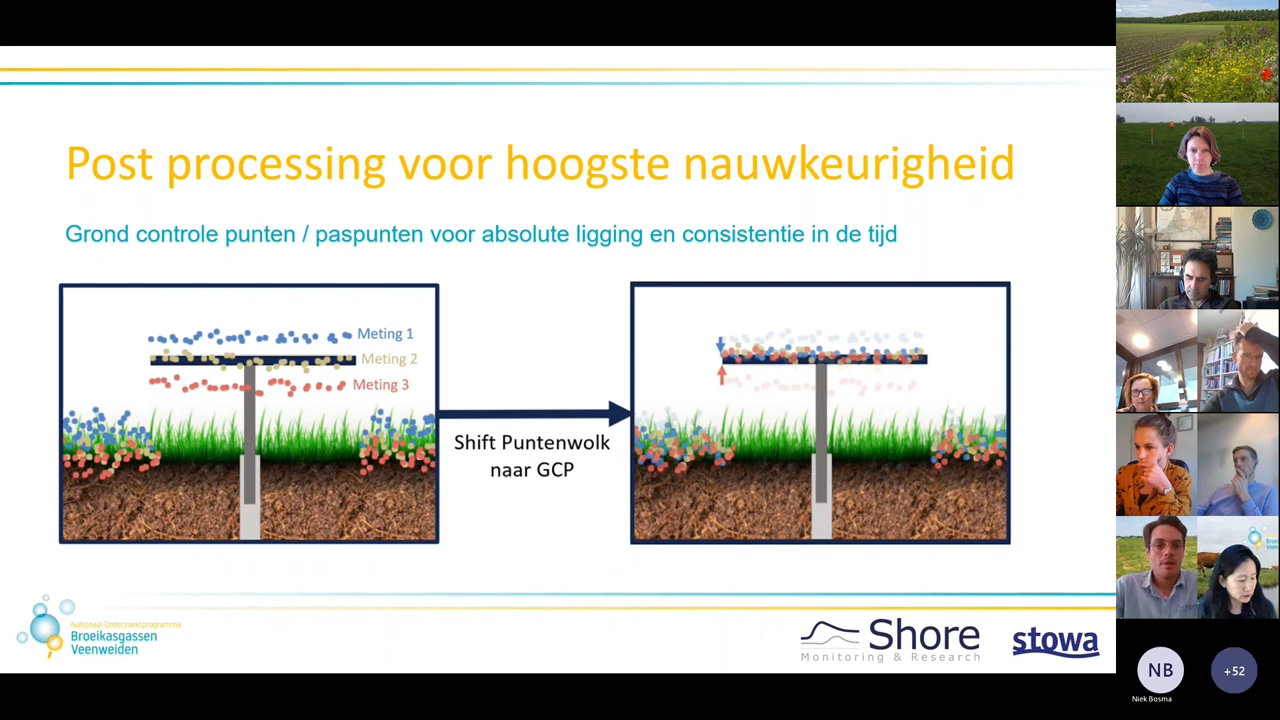 Post processing voor hoogste nauwkeurigheid
Grond controle punten / paspunten voor absolute ligging en consistentie in de tijd
Meting 1
Meting 2
Meting 3
Shift Puntenwolk
naar GCP
Nationaal Onderzoeksprogramma
Broeikasgassen
Veenweiden
Shore
Monitoring & Research
stowa
NB
Niek Bosma
+52